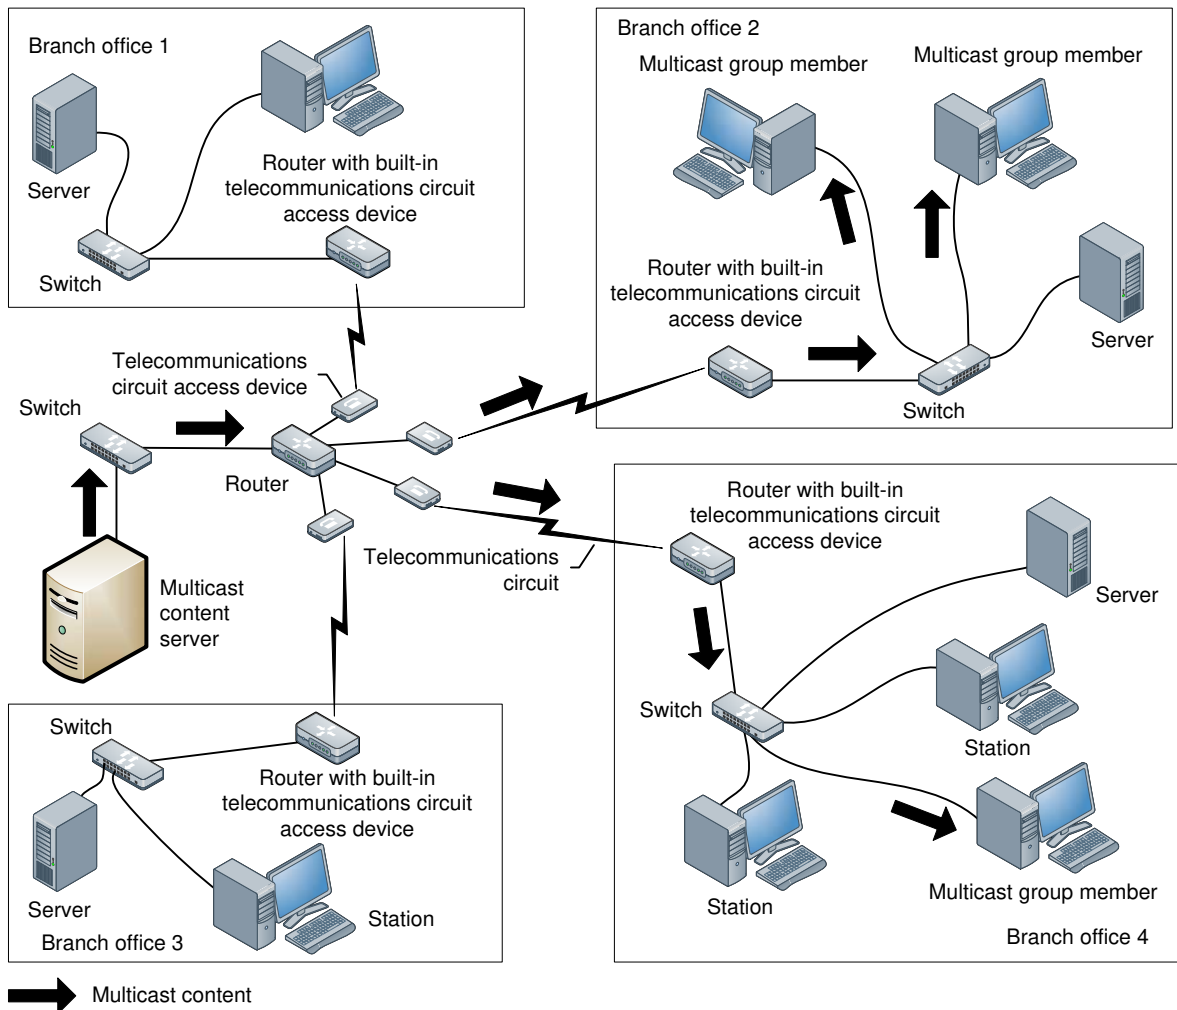 Branch office 1
Server
Router with built-in
telecommunications circuit
access device
Switch
Branch office 2
Multicast group member
Multicast group member
Router with built-in
telecommunications circuit
access device
Server
Switch
Telecommunications
circuit access device
Switch
Router
Multicast
content
server
Telecommunications
circuit
Router with built-in
telecommunications circuit
access device
Server
Switch
Station
Station
Multicast group member
Branch office 4
Switch
Router with built-in
telecommunications circuit
access device
Server
Station
Branch office 3
Multicast content